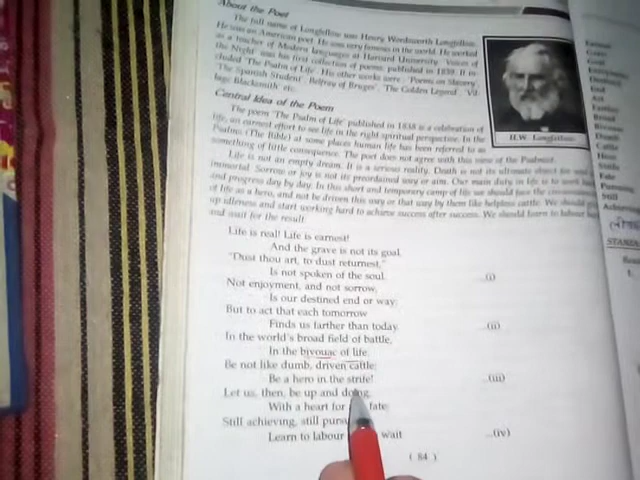 About the Poet
The full name of Longfellow was Henry Wordsworth Longfellow.
He was an American poet. He was very famous in the world. He worked
as a teacher of Modern languages at Harvard University. 'Voices of
the Night' was his first collection of poems, published in 1839. It in-
cluded 'The Psalm of Life'. His other works were 'Poems on Slavery',
'The Spanish Student', 'Belfray of Bruges', 'The Golden Legend', 'Vil-
lage Blacksmith' etc.
H.W. Longfellow
Central Idea of the Poem
The poem 'The Psalm of Life' published in 1838 is a celebration of
life, an earnest effort to see life in the right spiritual perspective. In the
Psalms (The Bible) at some places human life has been referred to as
something of little consequence. The poet does not agree with this view of the Psalmist.
Life is not an empty dream. It is a serious reality. Death is not its ultimate object
immortal. Sorrow or joy is not its preordained way or aim. Our main duty in life is to work
and progress day by day. In this short and temporary camp of life we should face the
of life as a hero, and not be driven this way or that way by them like helpless cattle. We should
up idleness and start working hard to achieve success after success. We should learn to labour
and wait for the result.
Life is real! Life is earnest!
And the grave is not its goal,
"Dust thou art, to dust returnest,"
Is not spoken of the soul. ...(i)
Not enjoyment, and not sorrow,
Is our destined end or way:
But to act that each tomorrow
Finds us farther than today. ...(ii)
In the world's broad field of battle,
In the bivouac of life,
Be not like dumb, driven cattle:
Be a hero in the strife! ...(iii)
Let us, then, be up and doing,
With a heart for fate:
Still achieving, still
Learn to labour wait ...(iv)
( 84 )